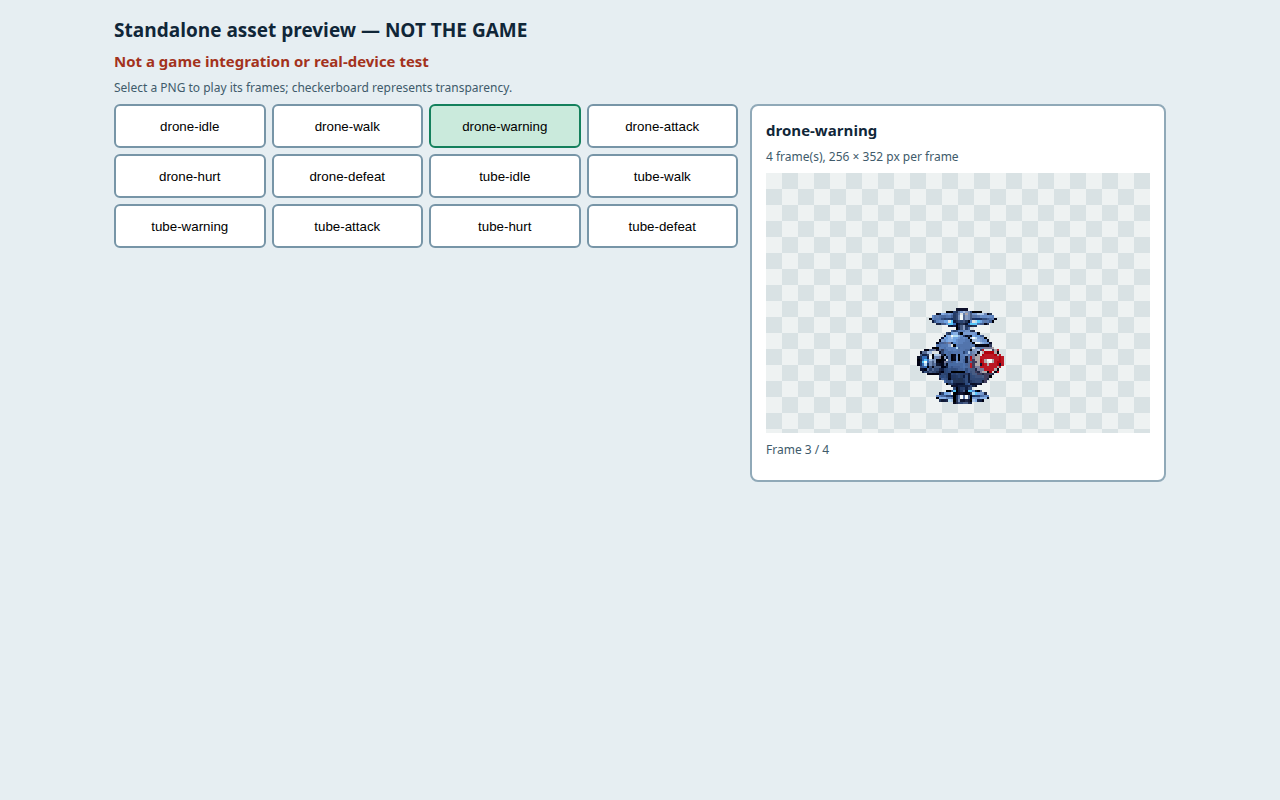 Standalone asset preview — NOT THE GAME
Not a game integration or real-device test
Select a PNG to play its frames; checkerboard represents transparency.
drone-idle
drone-walk
drone-warning
drone-attack
drone-hurt
drone-defeat
tube-idle
tube-walk
tube-warning
tube-attack
tube-hurt
tube-defeat
drone-warning
4 frame(s), 256 × 352 px per frame
Frame 3 / 4